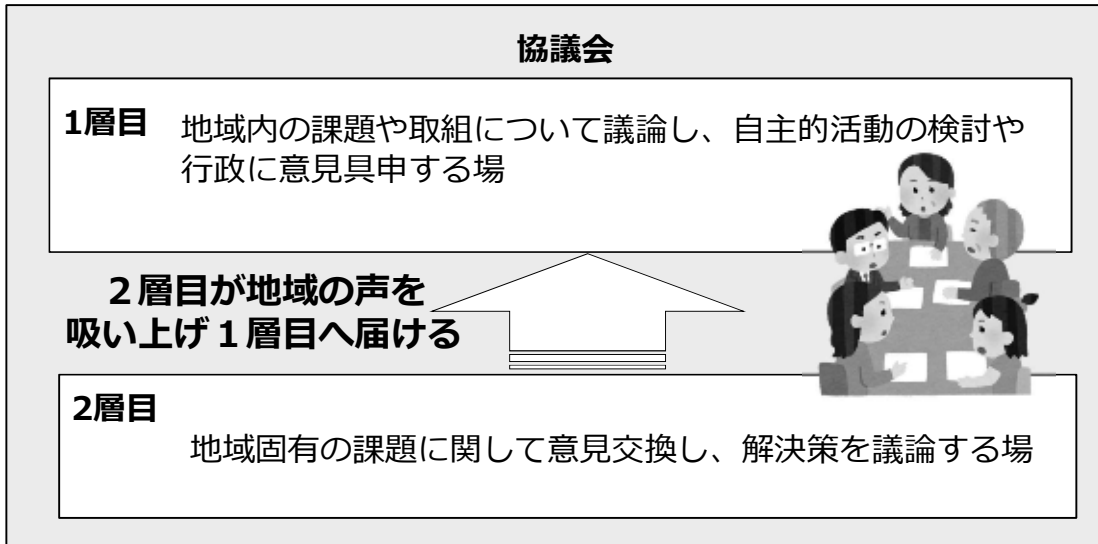 協議会
1層目
地域内の課題や取組について議論し、自主的活動の検討や
行政に意見具申する場
２層目が地域の声を
吸い上げ１層目へ届ける
2層目
地域固有の課題に関して意見交換し、解決策を議論する場